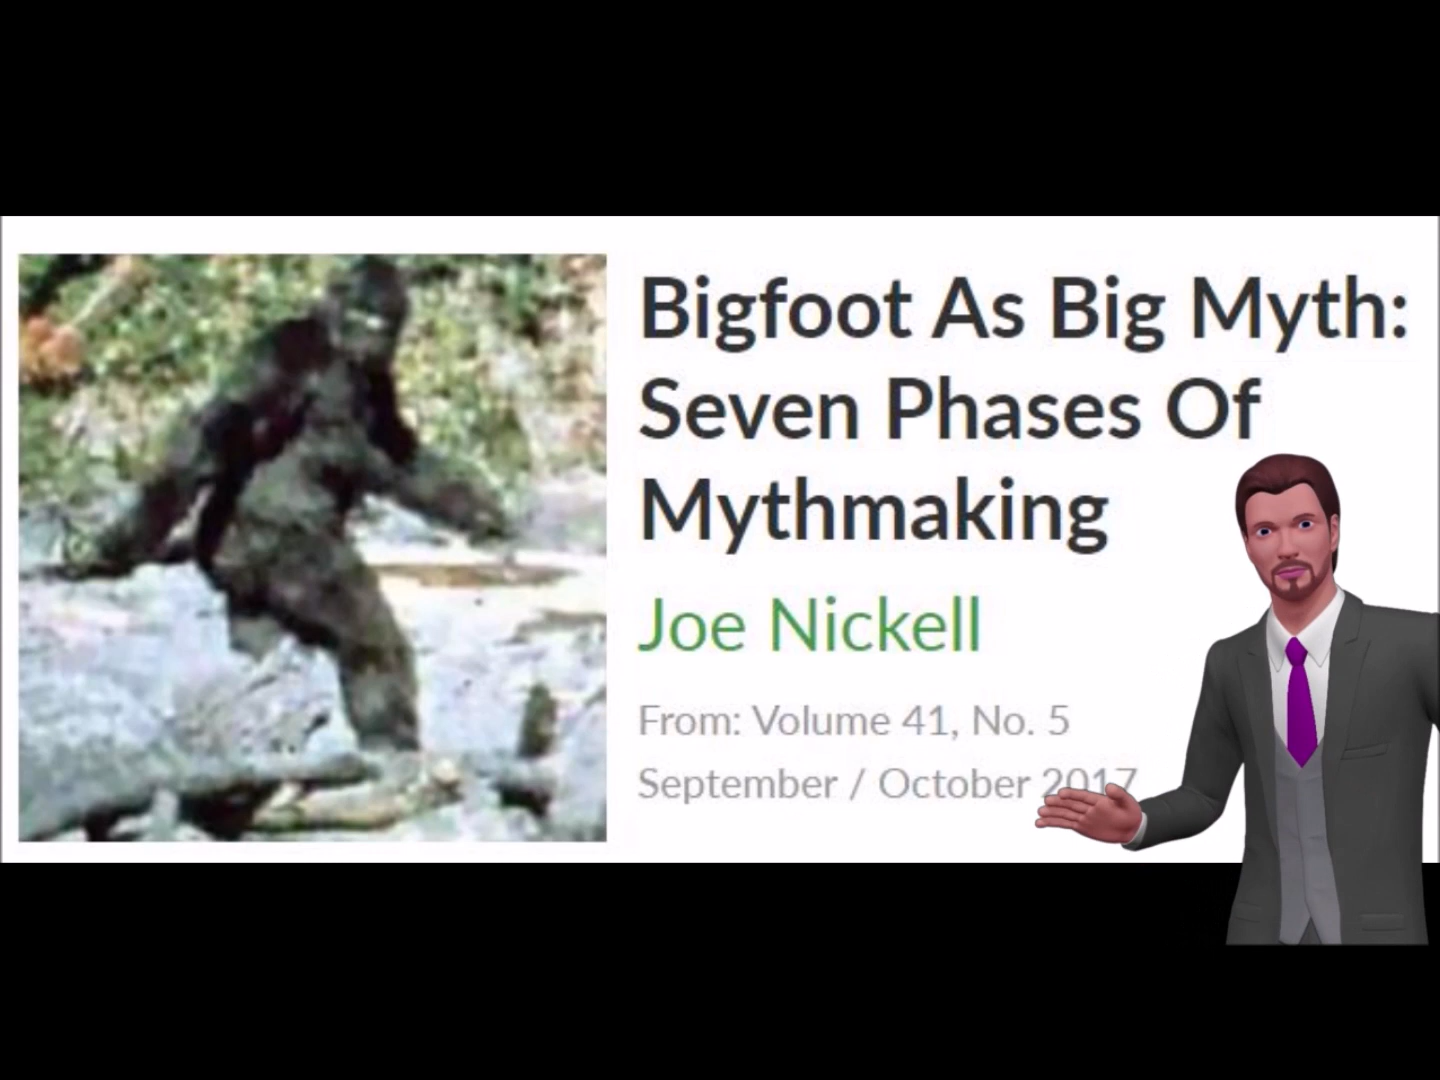 Bigfoot As Big Myth:
Seven Phases Of
Mythmaking
Joe Nickell
From: Volume 41, No. 5
September / October 2017